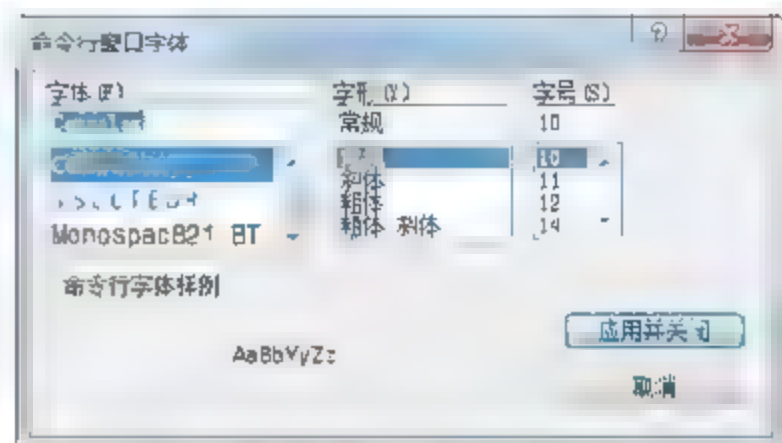 命令行窗口字体
字体(F)
字形(Y)
字号(S)
常规
10
10
斜体
11
粗体
12
Monospac821 BT
粗体 斜体
14
命令行字体样例
应用并关闭
AaBbYyZz
取消